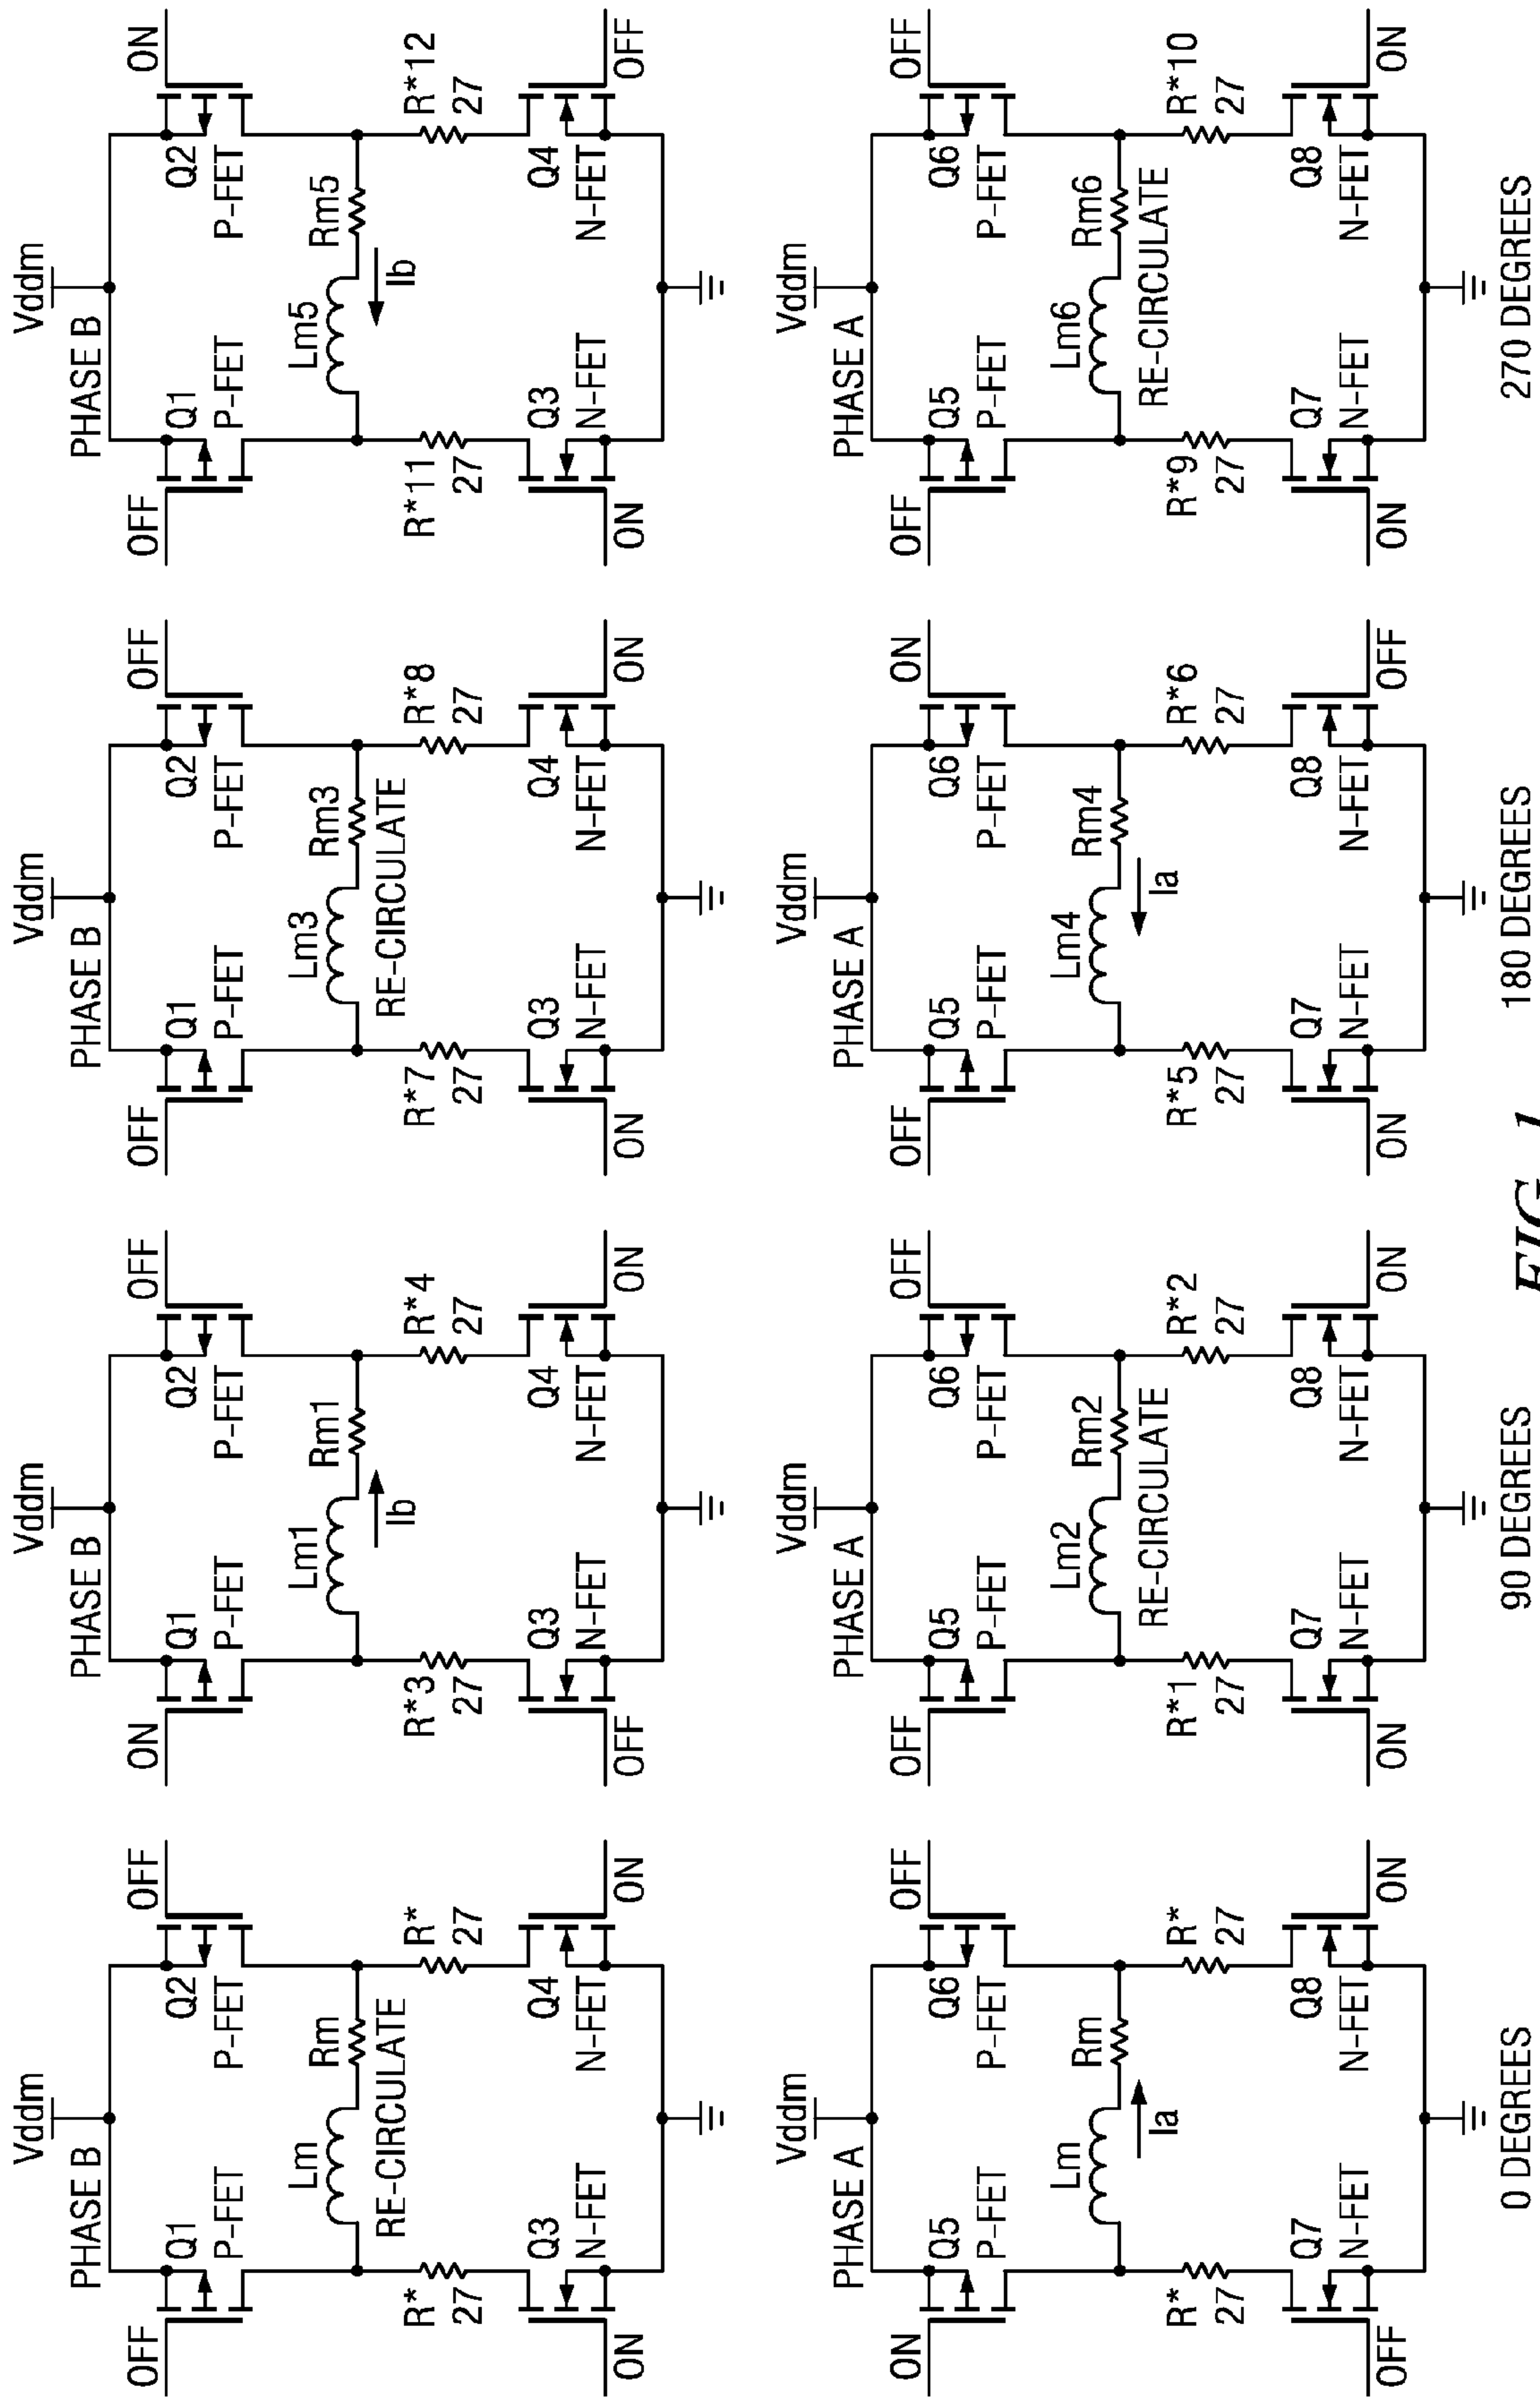 Vddm
PHASE B
OFF Q1 Q2 OFF
P-FET P-FET
Lm Rm
RE-CIRCULATE
R* R*
27 27
Q3 Q4
N-FET N-FET
ON ON
Vddm
PHASE B
ON Q1 Q2 OFF
P-FET P-FET
Lm1 Rm1
Ib
R*3 R*4
27 27
Q3 Q4
N-FET N-FET
OFF ON
Vddm
PHASE B
OFF Q1 Q2 OFF
P-FET P-FET
Lm3 Rm3
RE-CIRCULATE
R*7 R*8
27 27
Q3 Q4
N-FET N-FET
ON ON
Vddm
PHASE B
OFF Q1 Q2 ON
P-FET P-FET
Lm5 Rm5
Ib
R*11 R*12
27 27
Q3 Q4
N-FET N-FET
ON OFF
Vddm
PHASE A
ON Q5 Q6 OFF
P-FET P-FET
Lm Rm
Ia
R* R*
27 27
Q7 Q8
N-FET N-FET
OFF ON
0 DEGREES
Vddm
PHASE A
OFF Q5 Q6 OFF
P-FET P-FET
Lm2 Rm2
RE-CIRCULATE
R*1 R*2
27 27
Q7 Q8
N-FET N-FET
ON ON
90 DEGREES
Vddm
PHASE A
OFF Q5 Q6 ON
P-FET P-FET
Lm4 Rm4
Ia
R*5 R*6
27 27
Q7 Q8
N-FET N-FET
ON OFF
180 DEGREES
Vddm
PHASE A
OFF Q5 Q6 OFF
P-FET P-FET
Lm6 Rm6
RE-CIRCULATE
R*9 R*10
27 27
Q7 Q8
N-FET N-FET
ON ON
270 DEGREES
FIG. 1